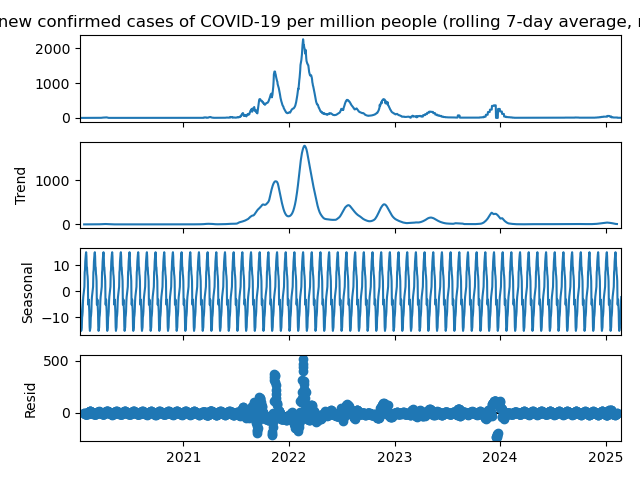 new confirmed cases of COVID-19 per million people (rolling 7-day average,
2000
1000
0
Trend
1000
0
Seasonal
10
0
−10
Resid
500
0
2021 2022 2023 2024 2025